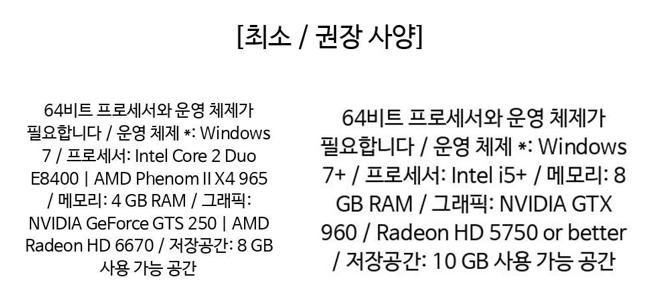 [최소 / 권장 사양]
64비트 프로세서와 운영 체제가
필요합니다 / 운영 체제 *: Windows
7 / 프로세서: Intel Core 2 Duo
E8400 | AMD Phenom II X4 965
/ 메모리: 4 GB RAM / 그래픽:
NVIDIA GeForce GTS 250 | AMD
Radeon HD 6670 / 저장공간: 8 GB
사용 가능 공간
64비트 프로세서와 운영 체제가
필요합니다 / 운영 체제 *: Windows
7+ / 프로세서: Intel i5+ / 메모리: 8
GB RAM / 그래픽: NVIDIA GTX
960 / Radeon HD 5750 or better
/ 저장공간: 10 GB 사용 가능 공간